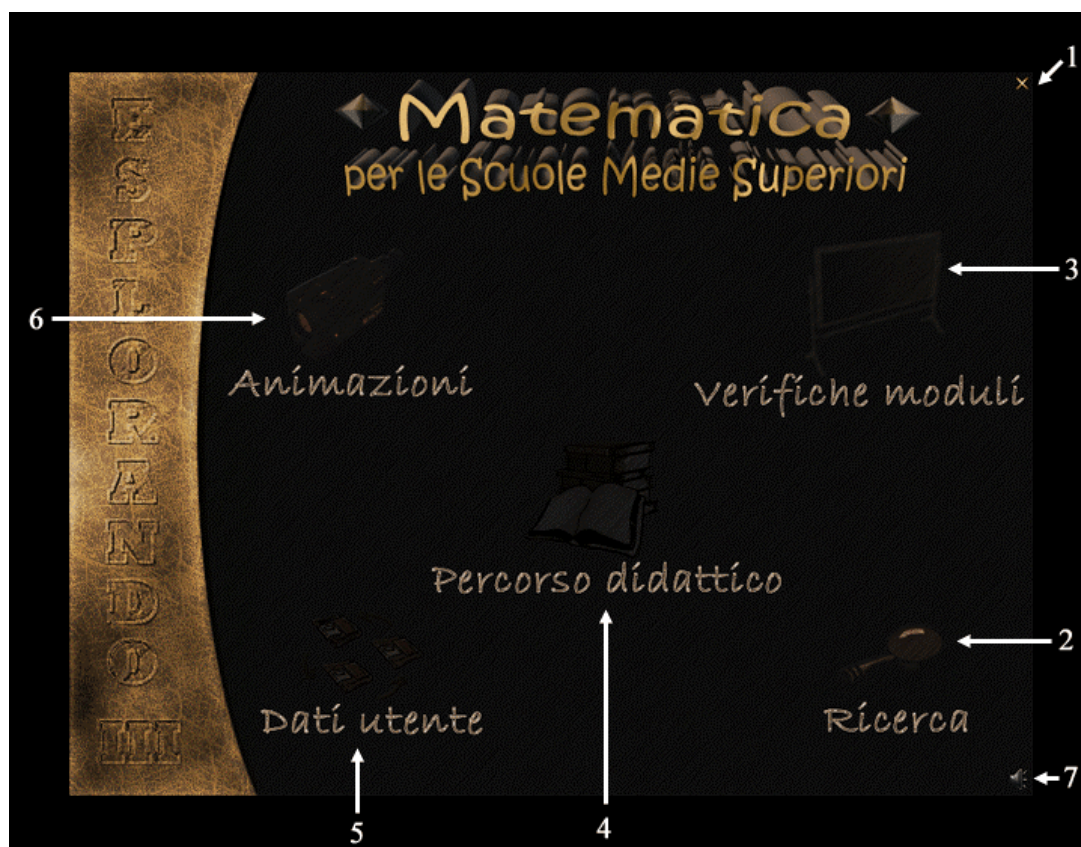 1
Matematica
per le Scuole Medie Superiori
ESPLORANDO III
3
6
Animazioni
Verifiche moduli
Percorso didattico
2
Dati utente
Ricerca
7
5
4